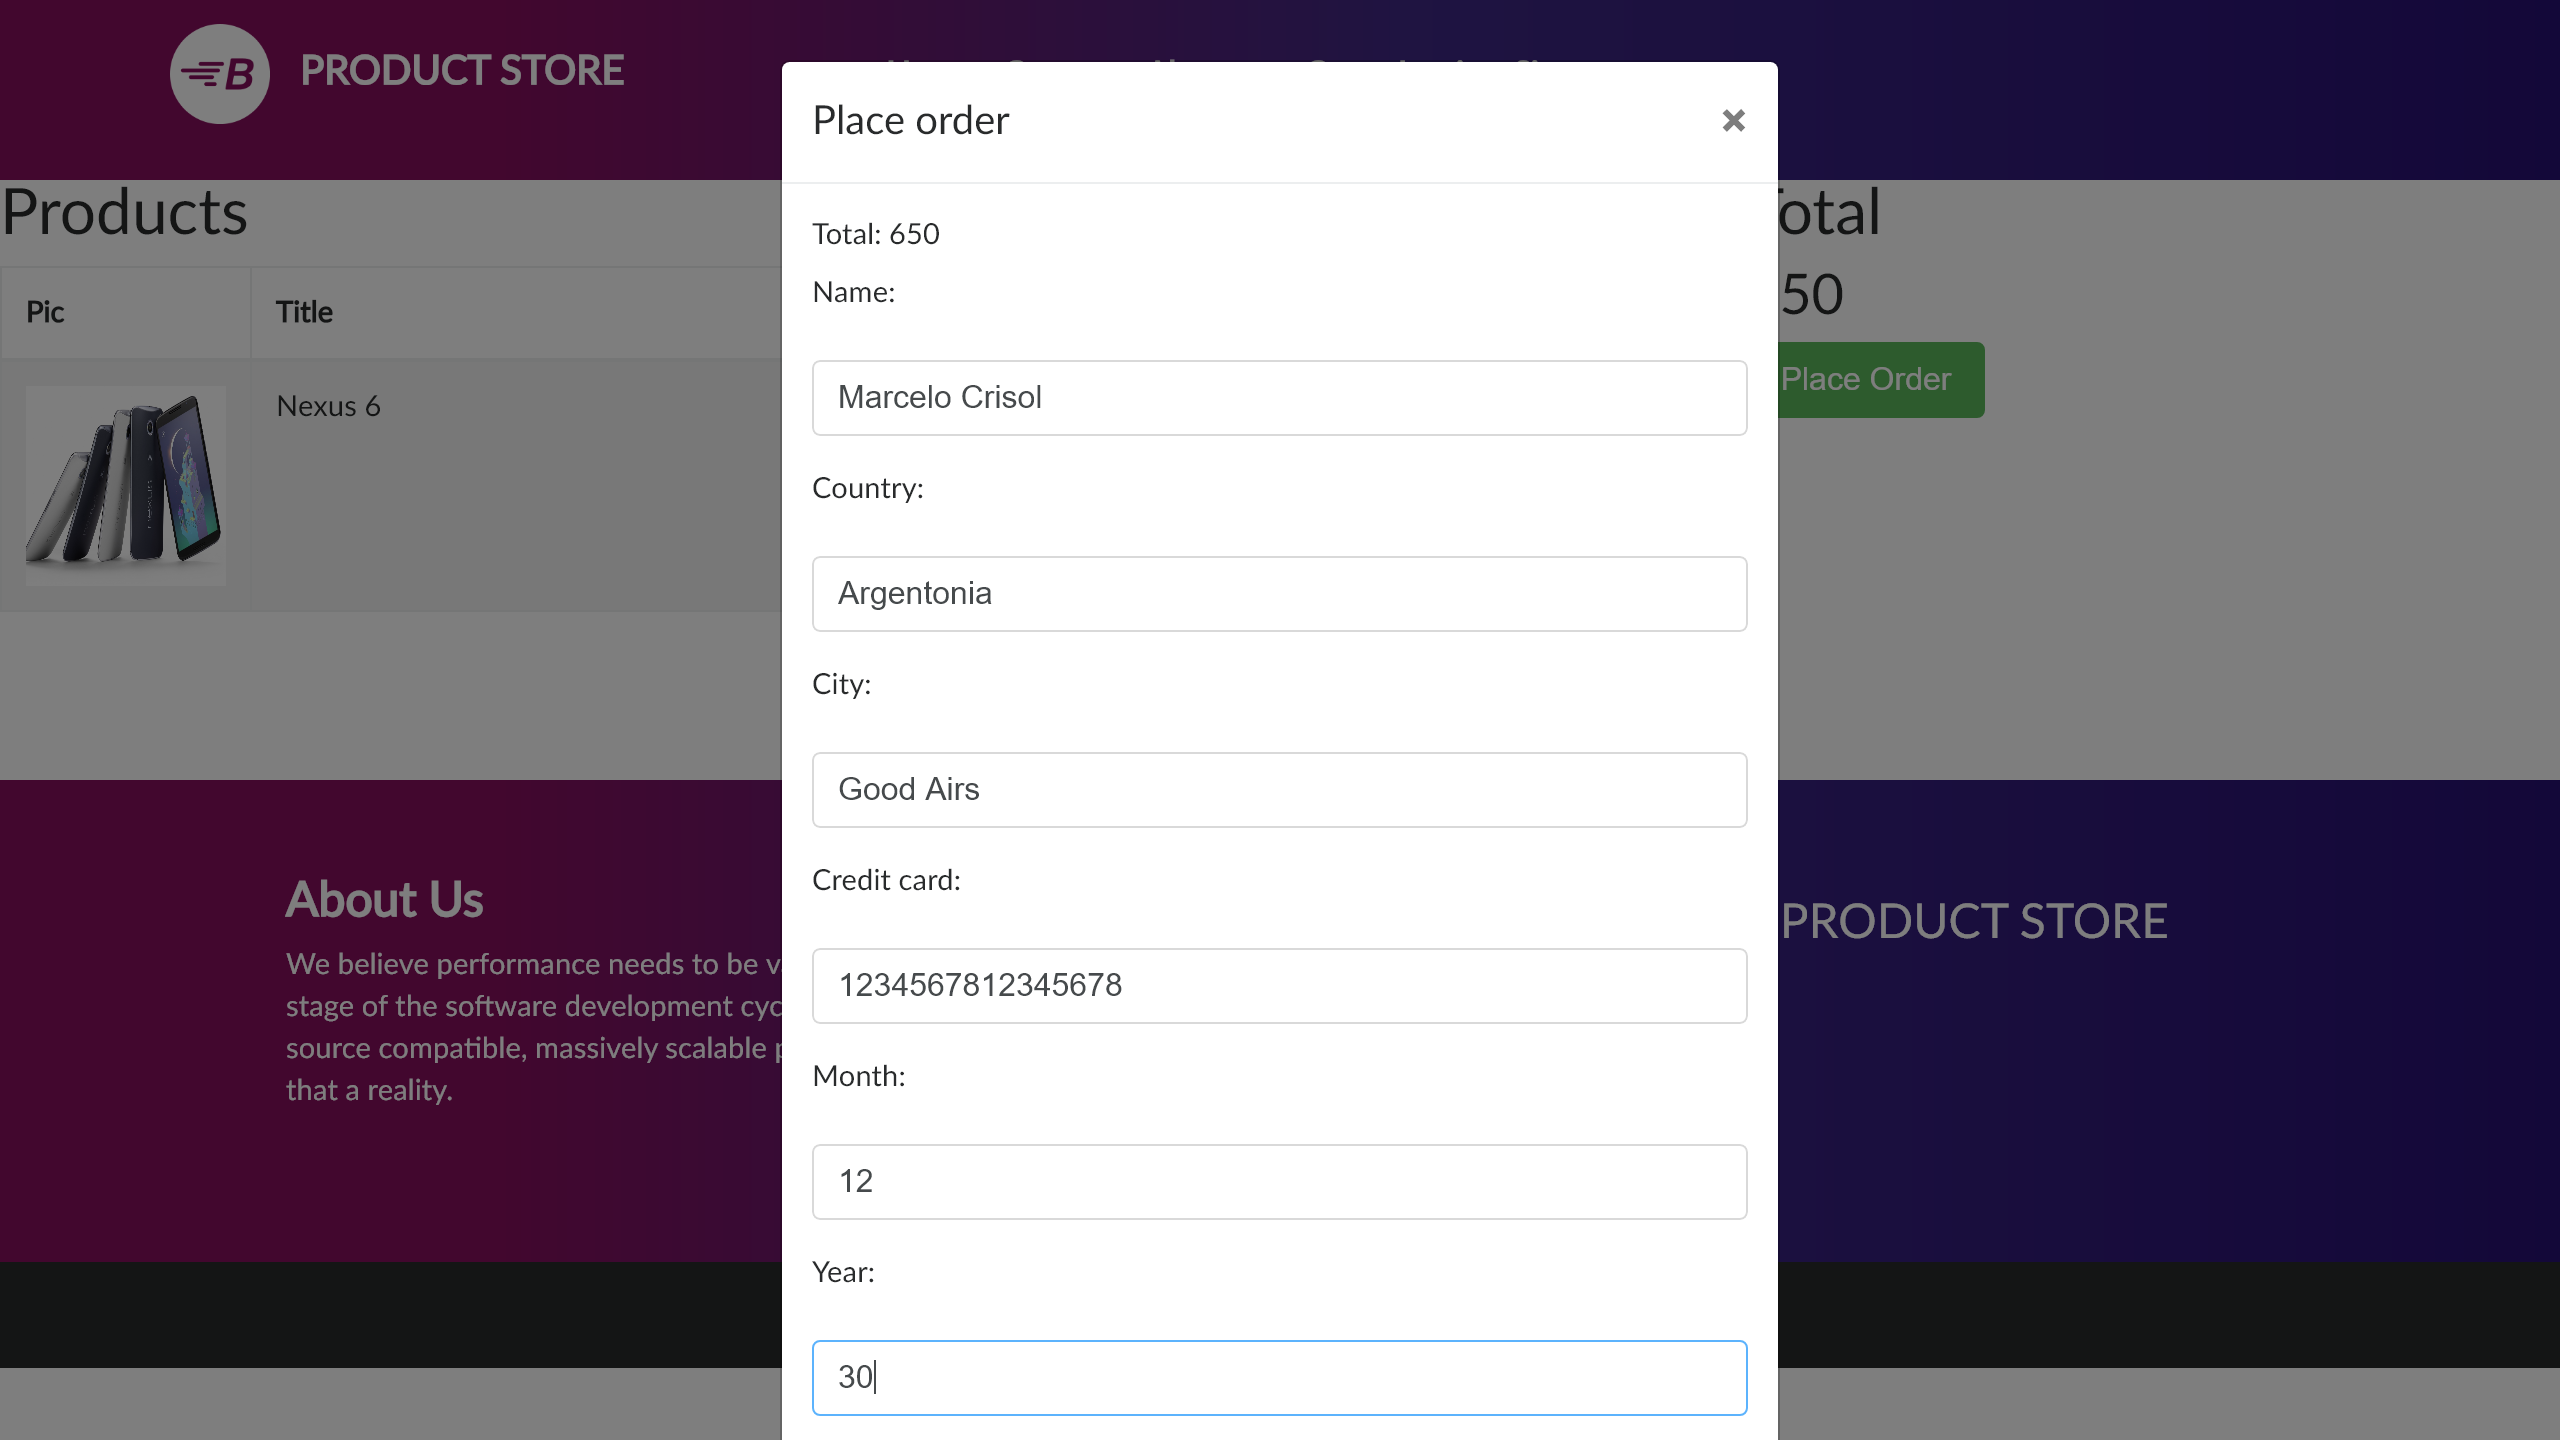 B PRODUCT STORE
Place order ×
Products
Total: 650
Total
50
Name:
Pic Title
Marcelo Crisol
Place Order
Nexus 6
Country:
Argentonia
City:
Good Airs
Credit card:
About Us
PRODUCT STORE
We believe performance needs to be
stage of the software development
source compatible, massively scalable
that a reality.
1234567812345678
Month:
12
Year:
30